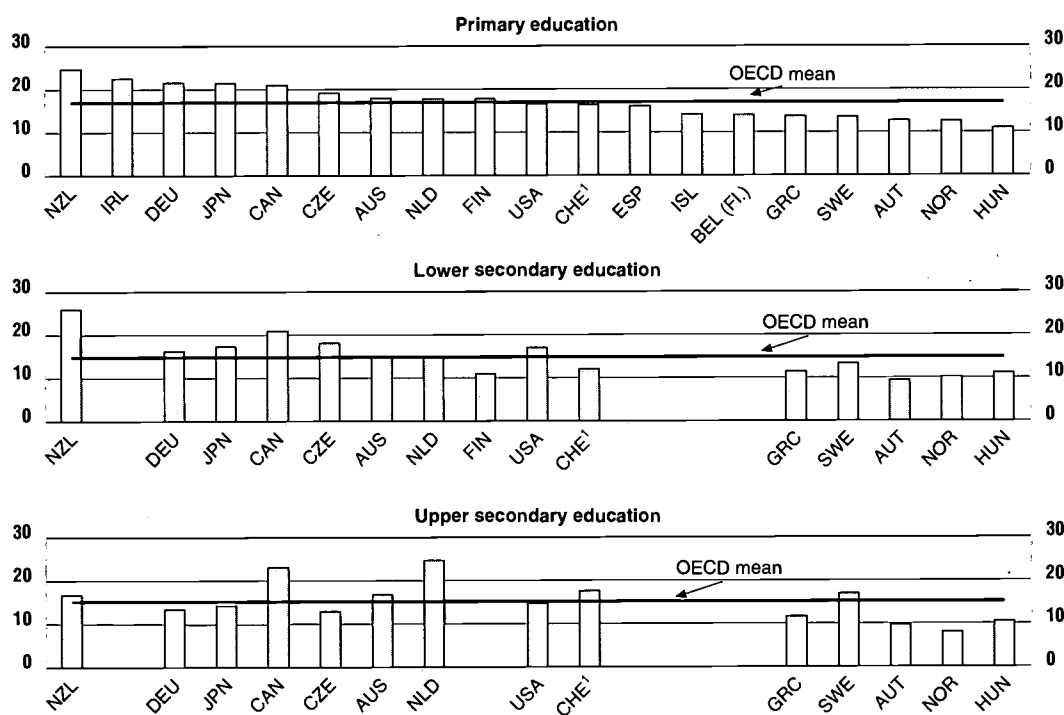 Primary education
30 30
OECD mean
20 20
10 10
0 0
NZL IRL DEU JPN CAN CZE AUS NLD FIN USA CHE¹ ESP ISL BEL (Fl.) GRC SWE AUT NOR HUN
Lower secondary education
30 30
OECD mean
20 20
10 10
0 0
NZL DEU JPN CAN CZE AUS NLD FIN USA CHE¹ GRC SWE AUT NOR HUN
Upper secondary education
30 30
OECD mean
20 20
10 10
0 0
NZL DEU JPN CAN CZE AUS NLD USA CHE¹ GRC SWE AUT NOR HUN